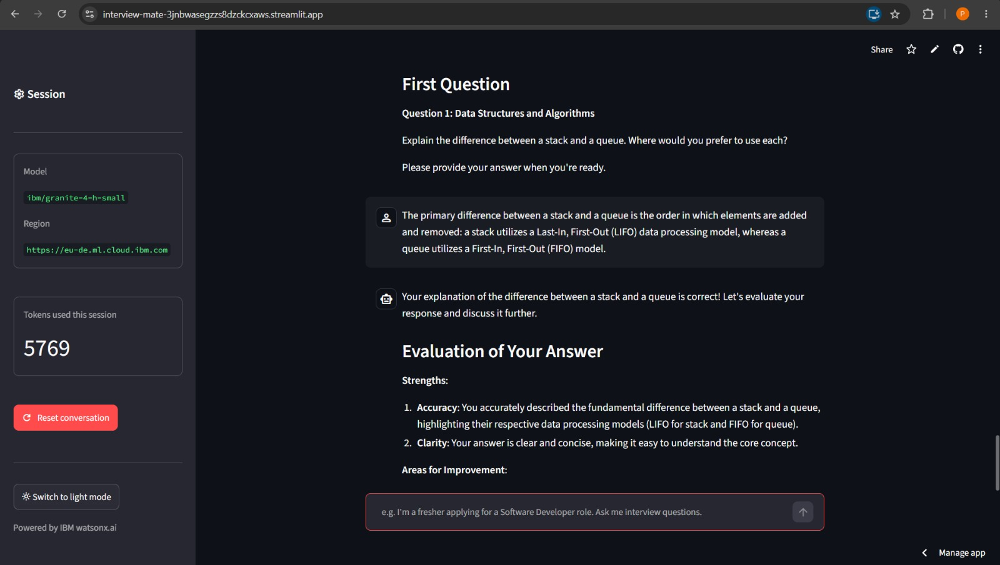 interview-mate-3jnbwasegzzs8dzckcxaws.streamlit.app
P
Share
Session
Model
ibm/granite-4-h-small
Region
https://eu-de.ml.cloud.ibm.com
Tokens used this session
5769
Reset conversation
Switch to light mode
Powered by IBM watsonx.ai
First Question
Question 1: Data Structures and Algorithms
Explain the difference between a stack and a queue. Where would you prefer to use each?
Please provide your answer when you're ready.
The primary difference between a stack and a queue is the order in which elements are added
and removed: a stack utilizes a Last-In, First-Out (LIFO) data processing model, whereas a
queue utilizes a First-In, First-Out (FIFO) model.
Your explanation of the difference between a stack and a queue is correct! Let's evaluate your
response and discuss it further.
Evaluation of Your Answer
Strengths:
1. Accuracy: You accurately described the fundamental difference between a stack and a queue,
highlighting their respective data processing models (LIFO for stack and FIFO for queue).
2. Clarity: Your answer is clear and concise, making it easy to understand the core concept.
Areas for Improvement:
e.g. I'm a fresher applying for a Software Developer role. Ask me interview questions.
Manage app